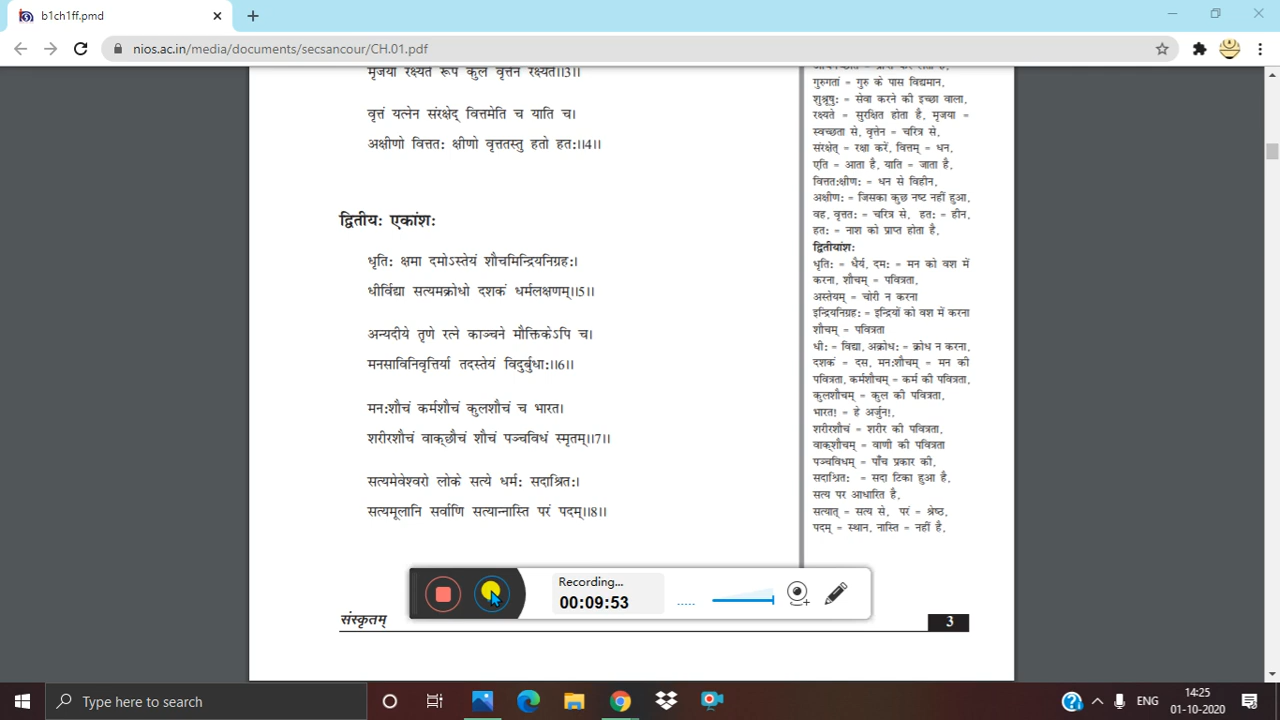 b1ch1ff.pmd
nios.ac.in/media/documents/secsancour/CH.01.pdf
मृजया रक्ष्यते रूपं कुलं वृत्तेन रक्ष्यते।।3।।
वृत्तं यत्नेन संरक्षेद् वित्तमेति च याति च।
अक्षीणो वित्तत: क्षीणो वृत्ततस्तु हतो हत:।।4।।
द्वितीय: एकांश:
धृति: क्षमा दमोऽस्तेयं शौचमिन्द्रियनिग्रह:।
धीर्विद्या सत्यमक्रोधो दशकं धर्मलक्षणम्।।5।।
अन्यदीये तृणे रत्ने काञ्चने मौक्तिकेऽपि च।
मनसाविनिवृत्तिर्या तदस्तेयं विदुर्बुधा:।।6।।
मन:शौचं कर्मशौचं कुलशौचं च भारत।
शरीरशौचं वाक्छौचं शौचं पञ्चविधं स्मृतम्।।7।।
सत्यमेवेश्वरो लोके सत्ये धर्म: सदाश्रित:।
सत्यमूलानि सर्वाणि सत्यान्नास्ति परं पदम्।।8।।
गुरुगतां = गुरु के पास विद्यमान,
शुश्रूषु: = सेवा करने की इच्छा वाला,
रक्ष्यते = सुरक्षित होता है, मृजया =
स्वच्छता से, वृत्तेन = चरित्र से,
संरक्षेत् = रक्षा करें, वित्तम् = धन,
एति = आता है, याति = जाता है,
वित्तत:क्षीण: = धन से विहीन,
अक्षीण: = जिसका कुछ नष्ट नहीं हुआ,
वह, वृत्तत: = चरित्र से, हत: = हीन,
हत: = नाश को प्राप्त होता है,
द्वितीयांश:
धृति: = धैर्य, दम: = मन को वश में
करना, शौचम् = पवित्रता,
अस्तेयम् = चोरी न करना
इन्द्रियनिग्रह: = इन्द्रियों को वश में करना
शौचम् = पवित्रता
धी: = विद्या, अक्रोध: = क्रोध न करना,
दशकं = दस, मन:शौचम् = मन की
पवित्रता, कर्मशौचम् = कर्म की पवित्रता,
कुलशौचम् = कुल की पवित्रता,
भारत! = हे अर्जुन!,
शरीरशौचं = शरीर की पवित्रता,
वाक्शौचम् = वाणी की पवित्रता
पञ्चविधम् = पाँच प्रकार की,
सदाश्रित: = सदा टिका हुआ है,
सत्य पर आधारित है,
सत्यात् = सत्य से, परं = श्रेष्ठ,
पदम् = स्थान, नास्ति = नहीं है,
Recording...
00:09:53
संस्कृतम्
3
Type here to search
ENG
14:25
01-10-2020